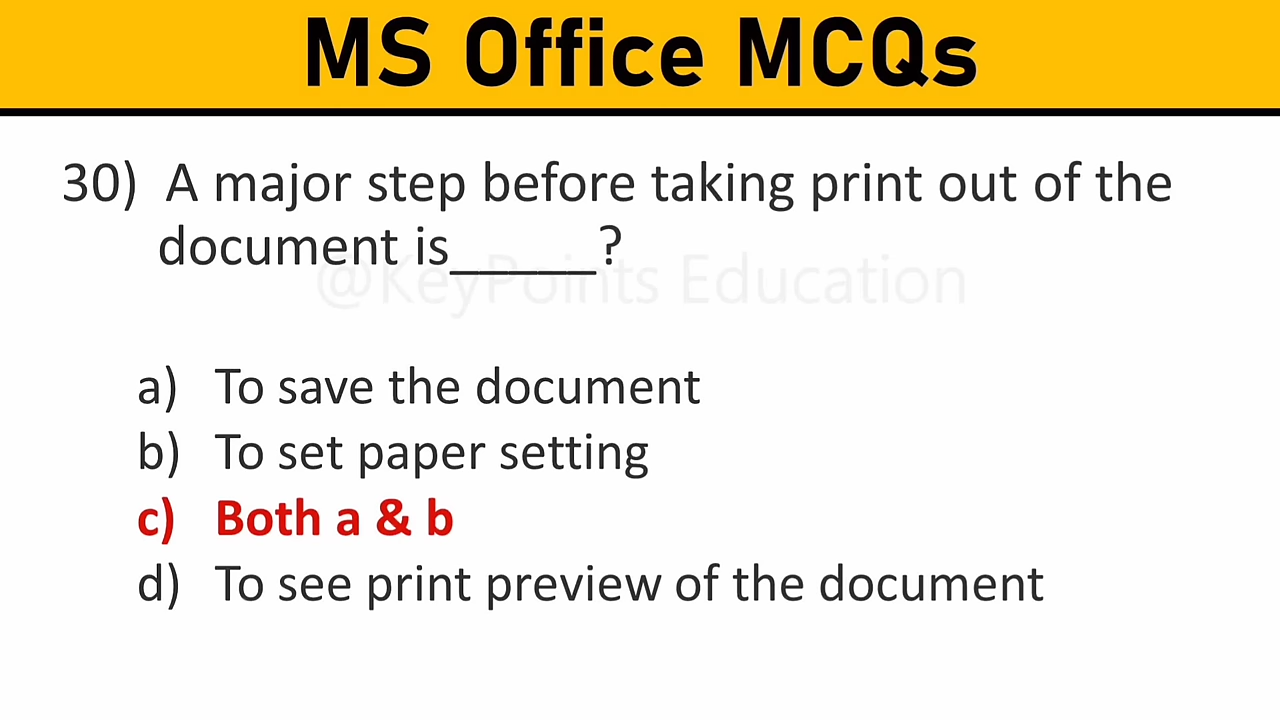 MS Office MCQs
30) A major step before taking print out of the
document is_____?
@KeyPoints Education
a) To save the document
b) To set paper setting
c) Both a & b
d) To see print preview of the document